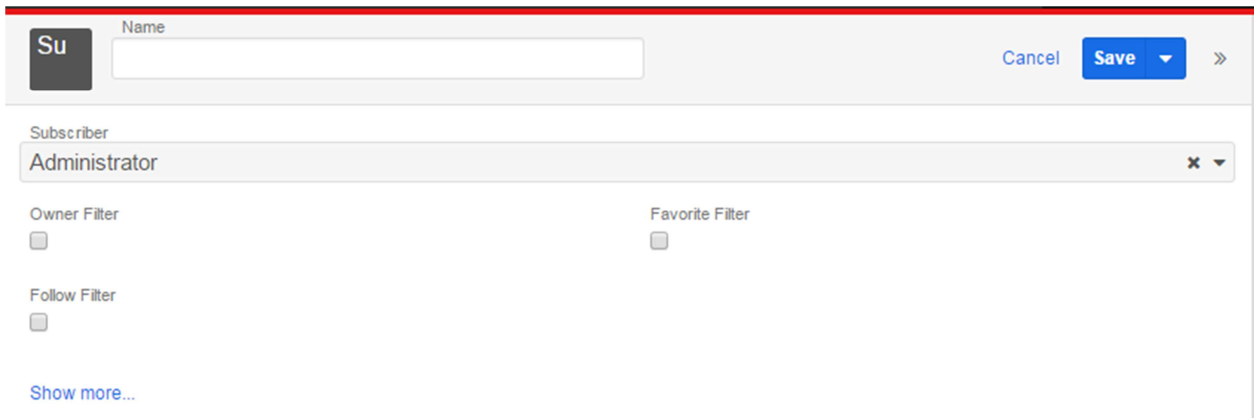 Su
Name
Cancel Save
Subscriber
Administrator
Owner Filter Favorite Filter
Follow Filter
Show more...